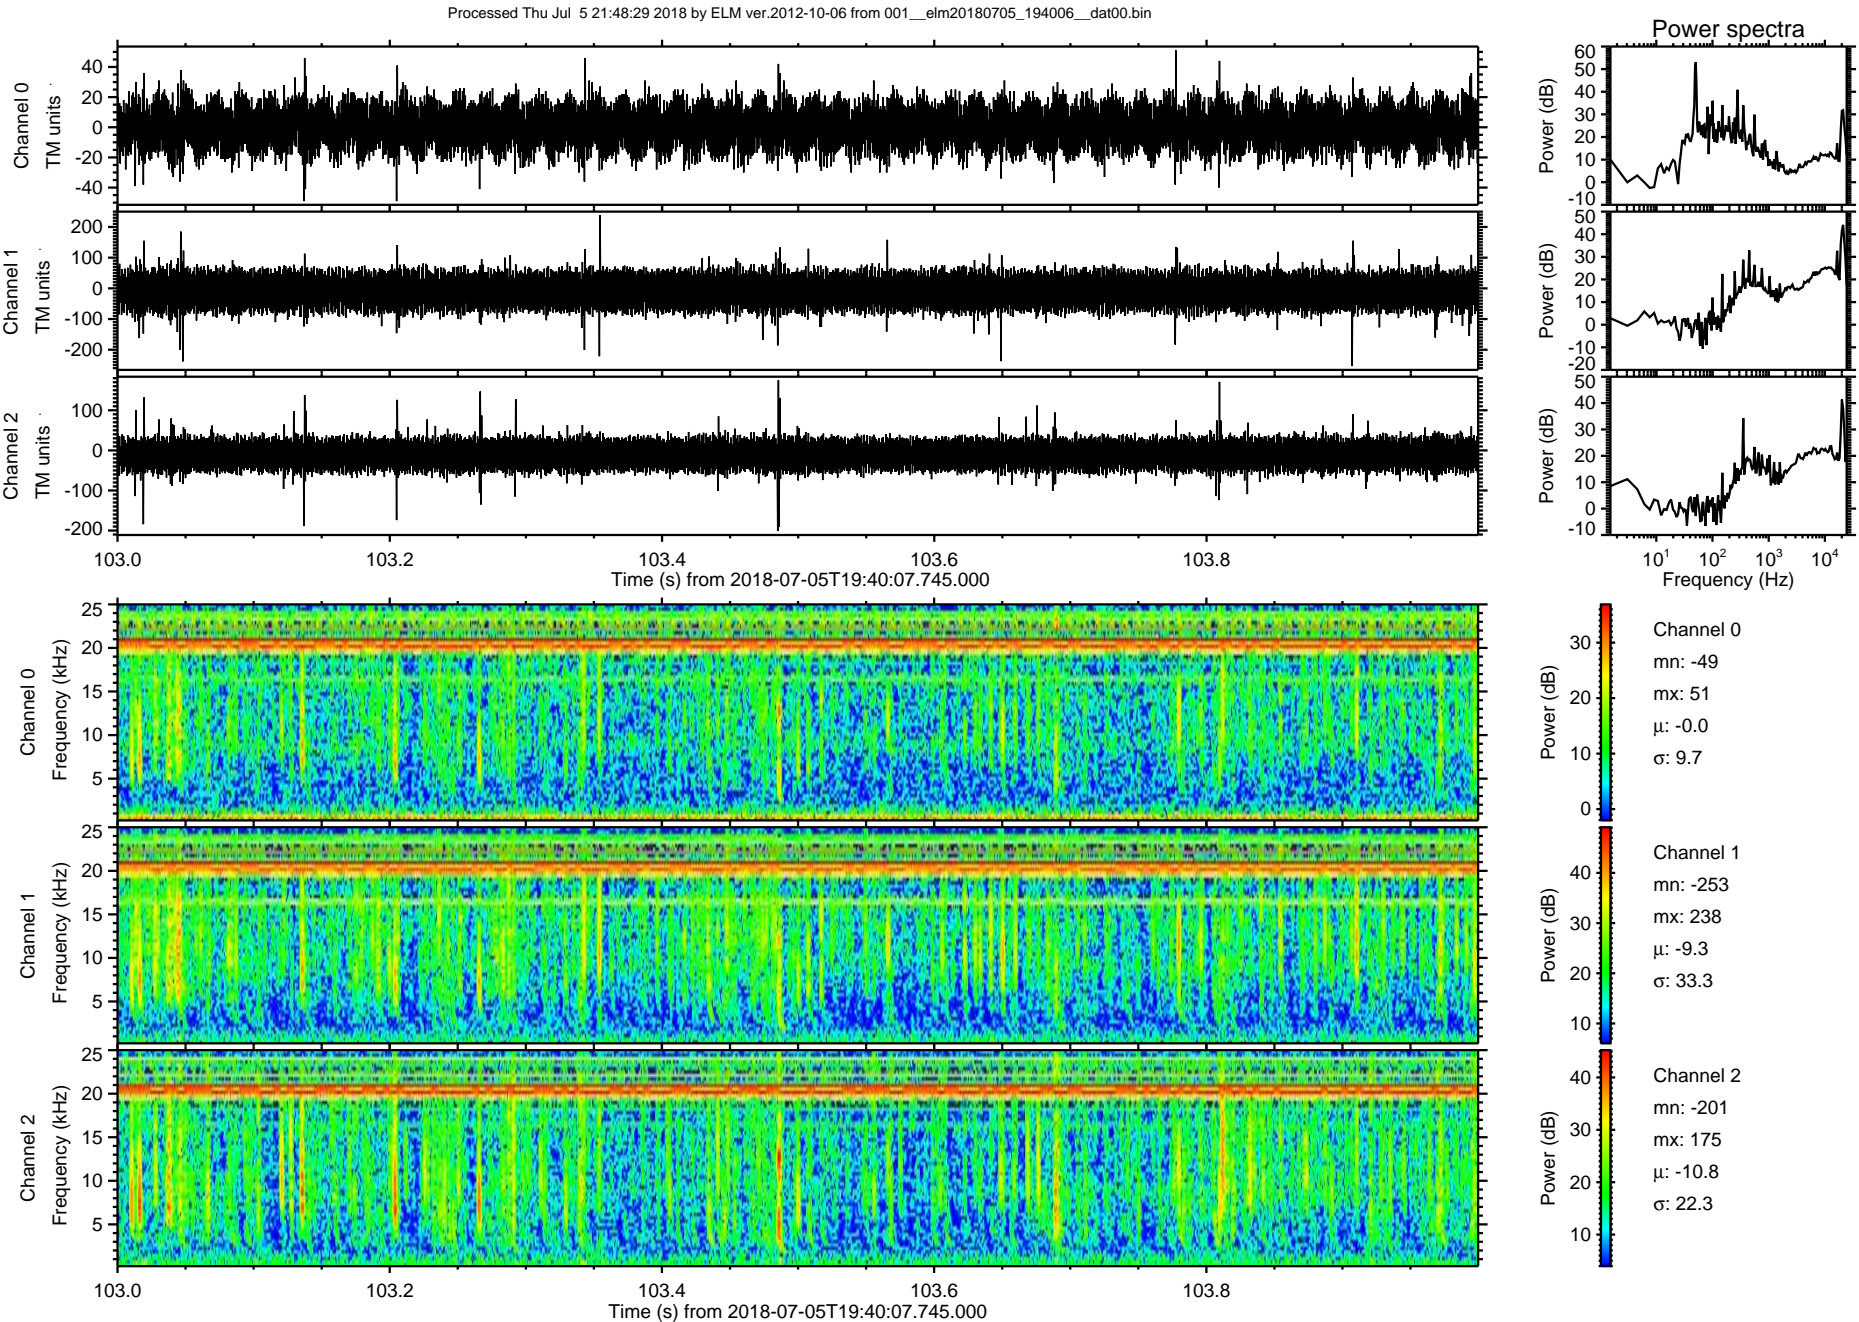 Processed Thu Jul 5 21:48:29 2018 by ELM ver.2012-10-06 from 001__elm20180705_194006__dat00.bin
Power spectra
Channel 0
TM units
40
20
0
-20
-40
Power (dB)
60
50
40
30
20
10
0
-10
Channel 1
TM units
200
100
0
-100
-200
Power (dB)
50
40
30
20
10
0
-10
-20
Channel 2
TM units
100
0
-100
-200
Power (dB)
50
40
30
20
10
0
-10
103.0 103.2 103.4 103.6 103.8
Time (s) from 2018-07-05T19:40:07.745.000
10^1 10^2 10^3 10^4
Frequency (Hz)
Channel 0
Frequency (kHz)
25
20
15
10
5
Power (dB)
30
20
10
0
Channel 0
mn: -49
mx: 51
μ: -0.0
σ: 9.7
Channel 1
Frequency (kHz)
25
20
15
10
5
Power (dB)
40
30
20
10
Channel 1
mn: -253
mx: 238
μ: -9.3
σ: 33.3
Channel 2
Frequency (kHz)
25
20
15
10
5
Power (dB)
40
30
20
10
Channel 2
mn: -201
mx: 175
μ: -10.8
σ: 22.3
103.0 103.2 103.4 103.6 103.8
Time (s) from 2018-07-05T19:40:07.745.000